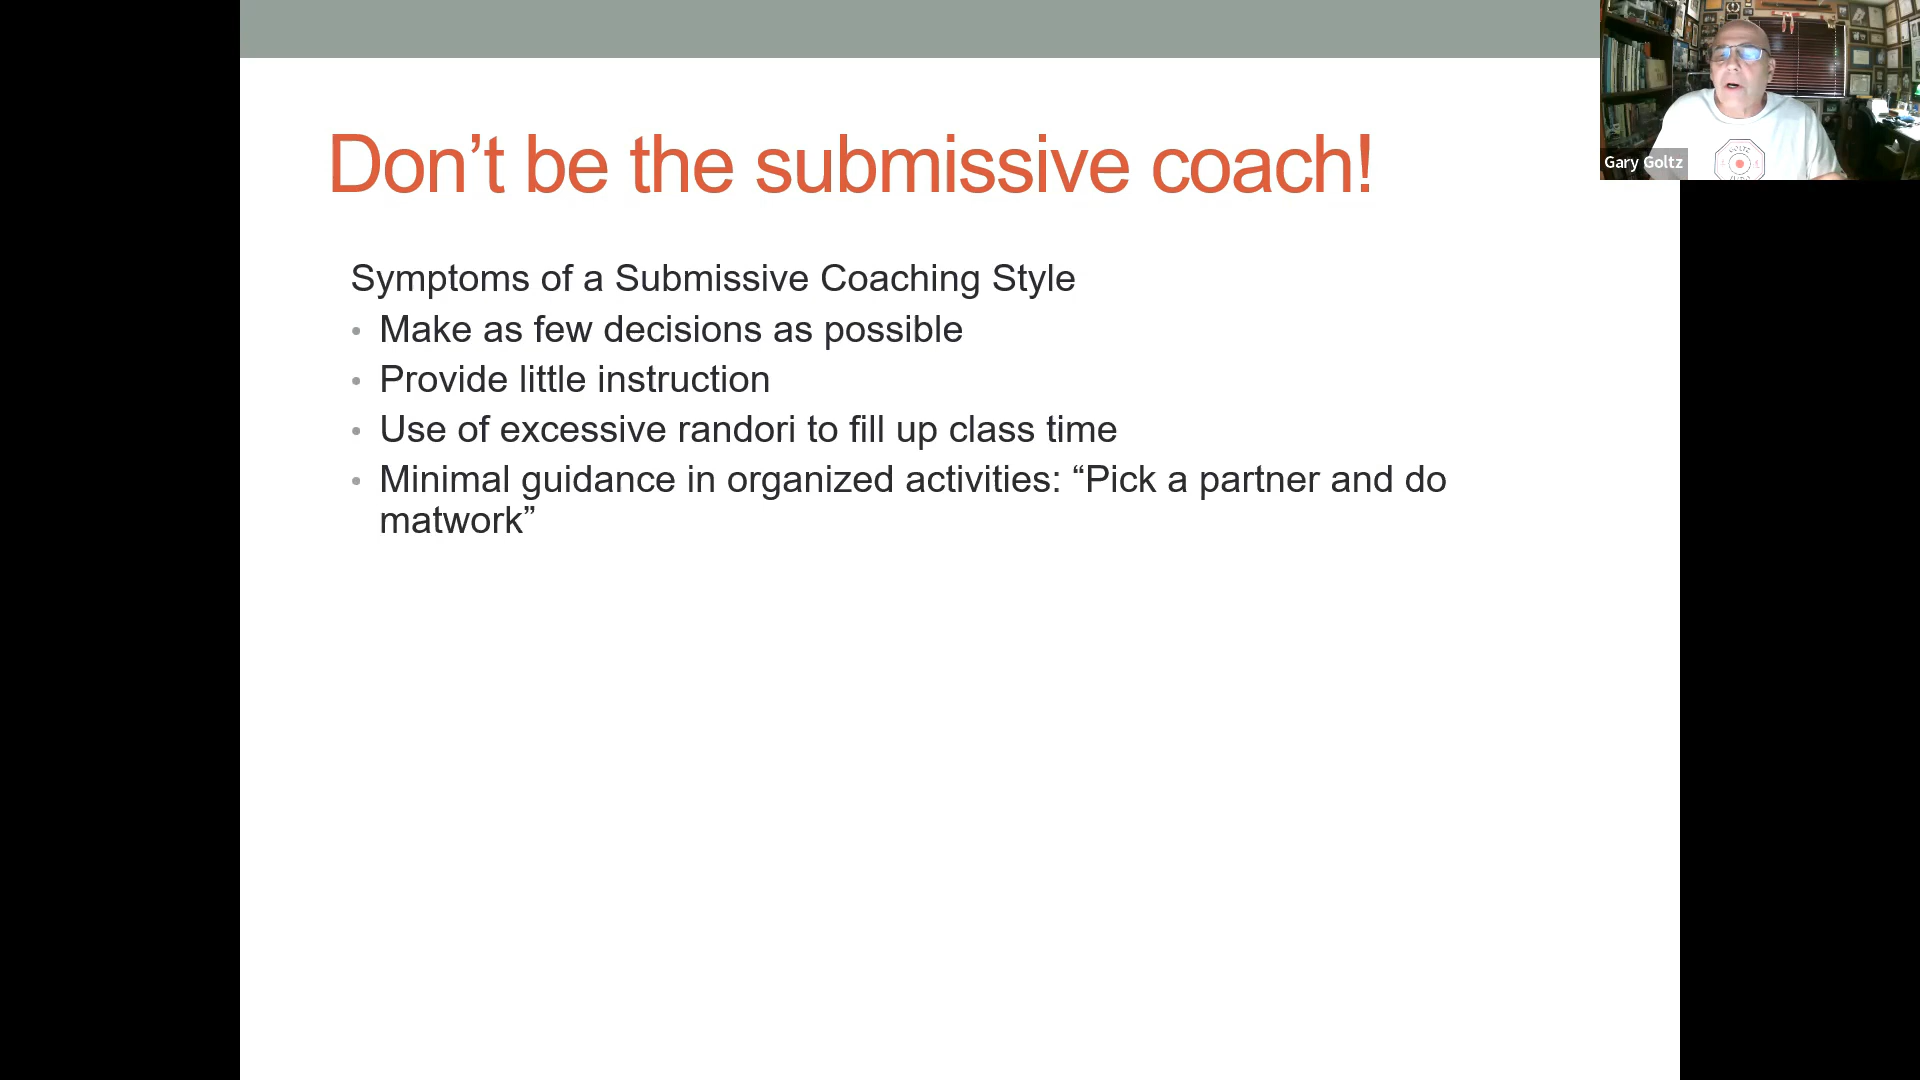 Don’t be the submissive coach!
Symptoms of a Submissive Coaching Style
• Make as few decisions as possible
• Provide little instruction
• Use of excessive randori to fill up class time
• Minimal guidance in organized activities: “Pick a partner and do
matwork”
Gary Goltz
GOLTZ